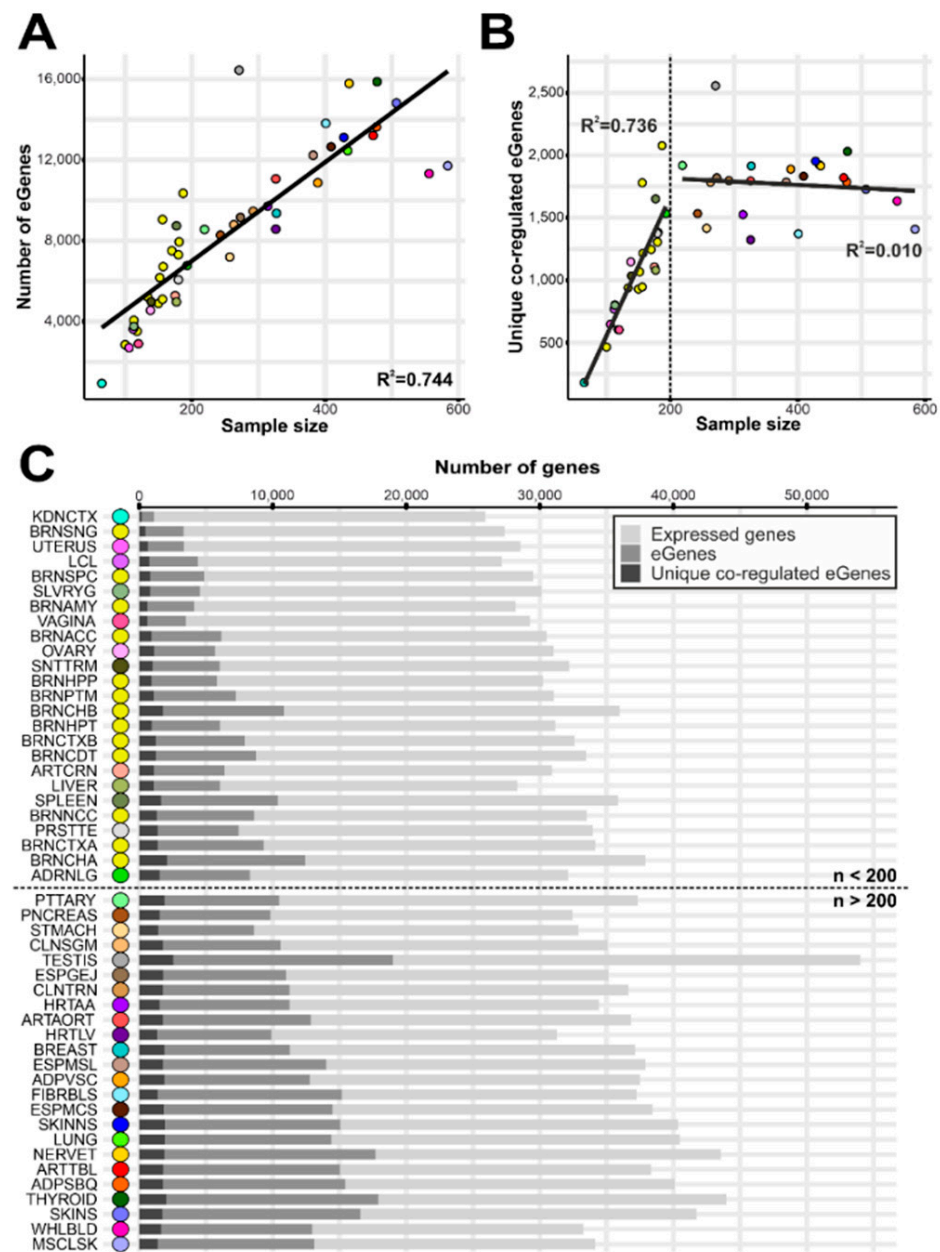 A
B
16,000
12,000
8,000
4,000
Number of eGenes
R²=0.744
200
400
600
Sample size
2,500
2,000
1,500
1,000
500
Unique co-regulated eGenes
R²=0.736
R²=0.010
200
400
600
Sample size
C
Number of genes
0
10,000
20,000
30,000
40,000
50,000
Expressed genes
eGenes
Unique co-regulated eGenes
KDNCTX
BRNSNG
UTERUS
LCL
BRNSPC
SLVRYG
BRNAMY
VAGINA
BRNACC
OVARY
SNTTRM
BRNHPP
BRNPTM
BRNCHB
BRNHPT
BRNCTXB
BRNCDT
ARTCRN
LIVER
SPLEEN
BRNNCC
PRSTTE
BRNCTXA
BRNCHA
ADRNLG
n < 200
n > 200
PTTARY
PNCREAS
STMACH
CLNSGM
TESTIS
ESPGEJ
CLNTRN
HRTAA
ARTAORT
HRTLV
BREAST
ESPMSL
ADPVSC
FIBRBLS
ESPMCS
SKINNS
LUNG
NERVET
ARTTBL
ADPSBQ
THYROID
SKINS
WHLBLD
MSCLSK